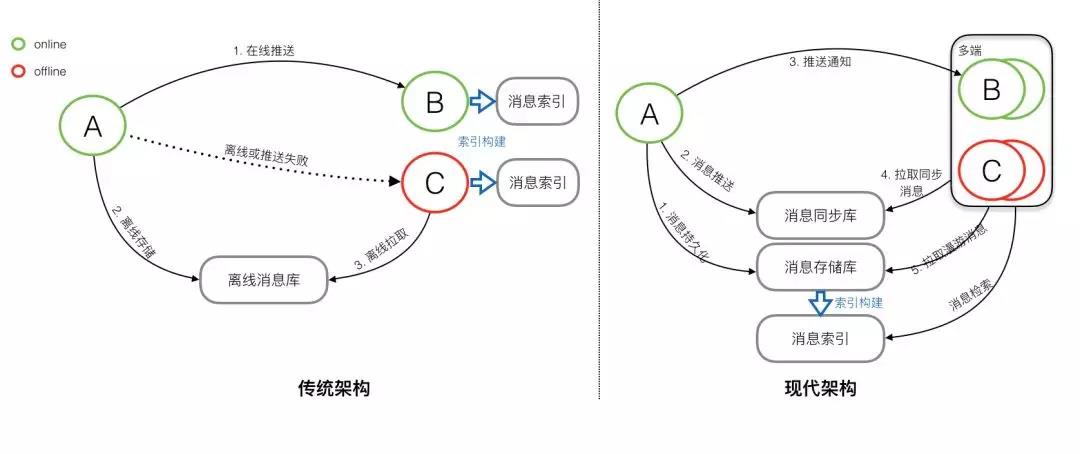 online
offline
1. 在线推送
A
B
消息索引
索引构建
离线或推送失败
C
消息索引
2. 离线存储
3. 离线拉取
离线消息库
传统架构
多端
3. 推送通知
A
B
2. 消息推送
4. 拉取同步
消息
C
1. 消息持久化
消息同步库
消息存储库
5. 拉取漫游消息
索引构建
消息检索
消息索引
现代架构